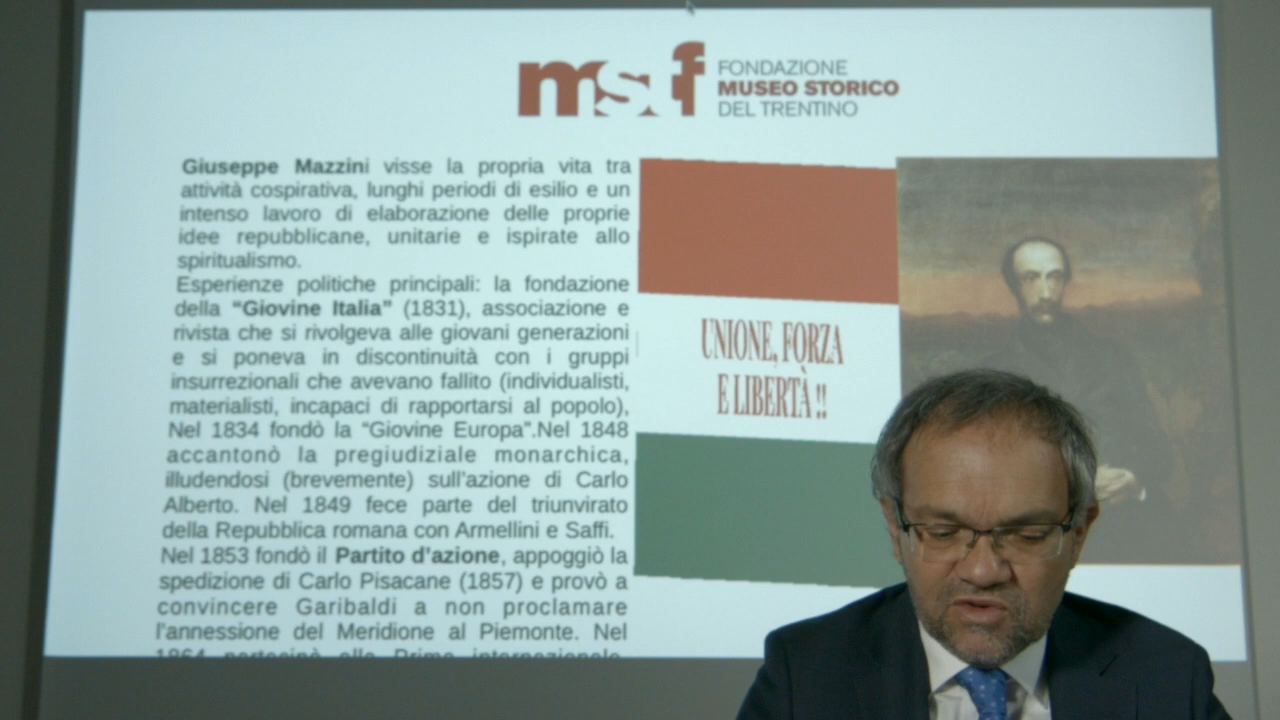 mstf
FONDAZIONE
MUSEO STORICO
DEL TRENTINO
Giuseppe Mazzini visse la propria vita tra
attività cospirativa, lunghi periodi di esilio e un
intenso lavoro di elaborazione delle proprie
idee repubblicane, unitarie e ispirate allo
spiritualismo.
Esperienze politiche principali: la fondazione
della “Giovine Italia” (1831), associazione e
rivista che si rivolgeva alle giovani generazioni
e si poneva in discontinuità con i gruppi
insurrezionali che avevano fallito (individualisti,
materialisti, incapaci di rapportarsi al popolo),
Nel 1834 fondò la “Giovine Europa”.Nel 1848
accantonò la pregiudiziale monarchica,
illudendosi (brevemente) sull'azione di Carlo
Alberto. Nel 1849 fece parte del triunvirato
della Repubblica romana con Armellini e Saffi.
Nel 1853 fondò il Partito d'azione, appoggiò la
spedizione di Carlo Pisacane (1857) e provò a
convincere Garibaldi a non proclamare
l'annessione del Meridione al Piemonte. Nel
1864 partecipò alla Prima internazionale,
UNIONE, FORZA
E LIBERTÀ !!